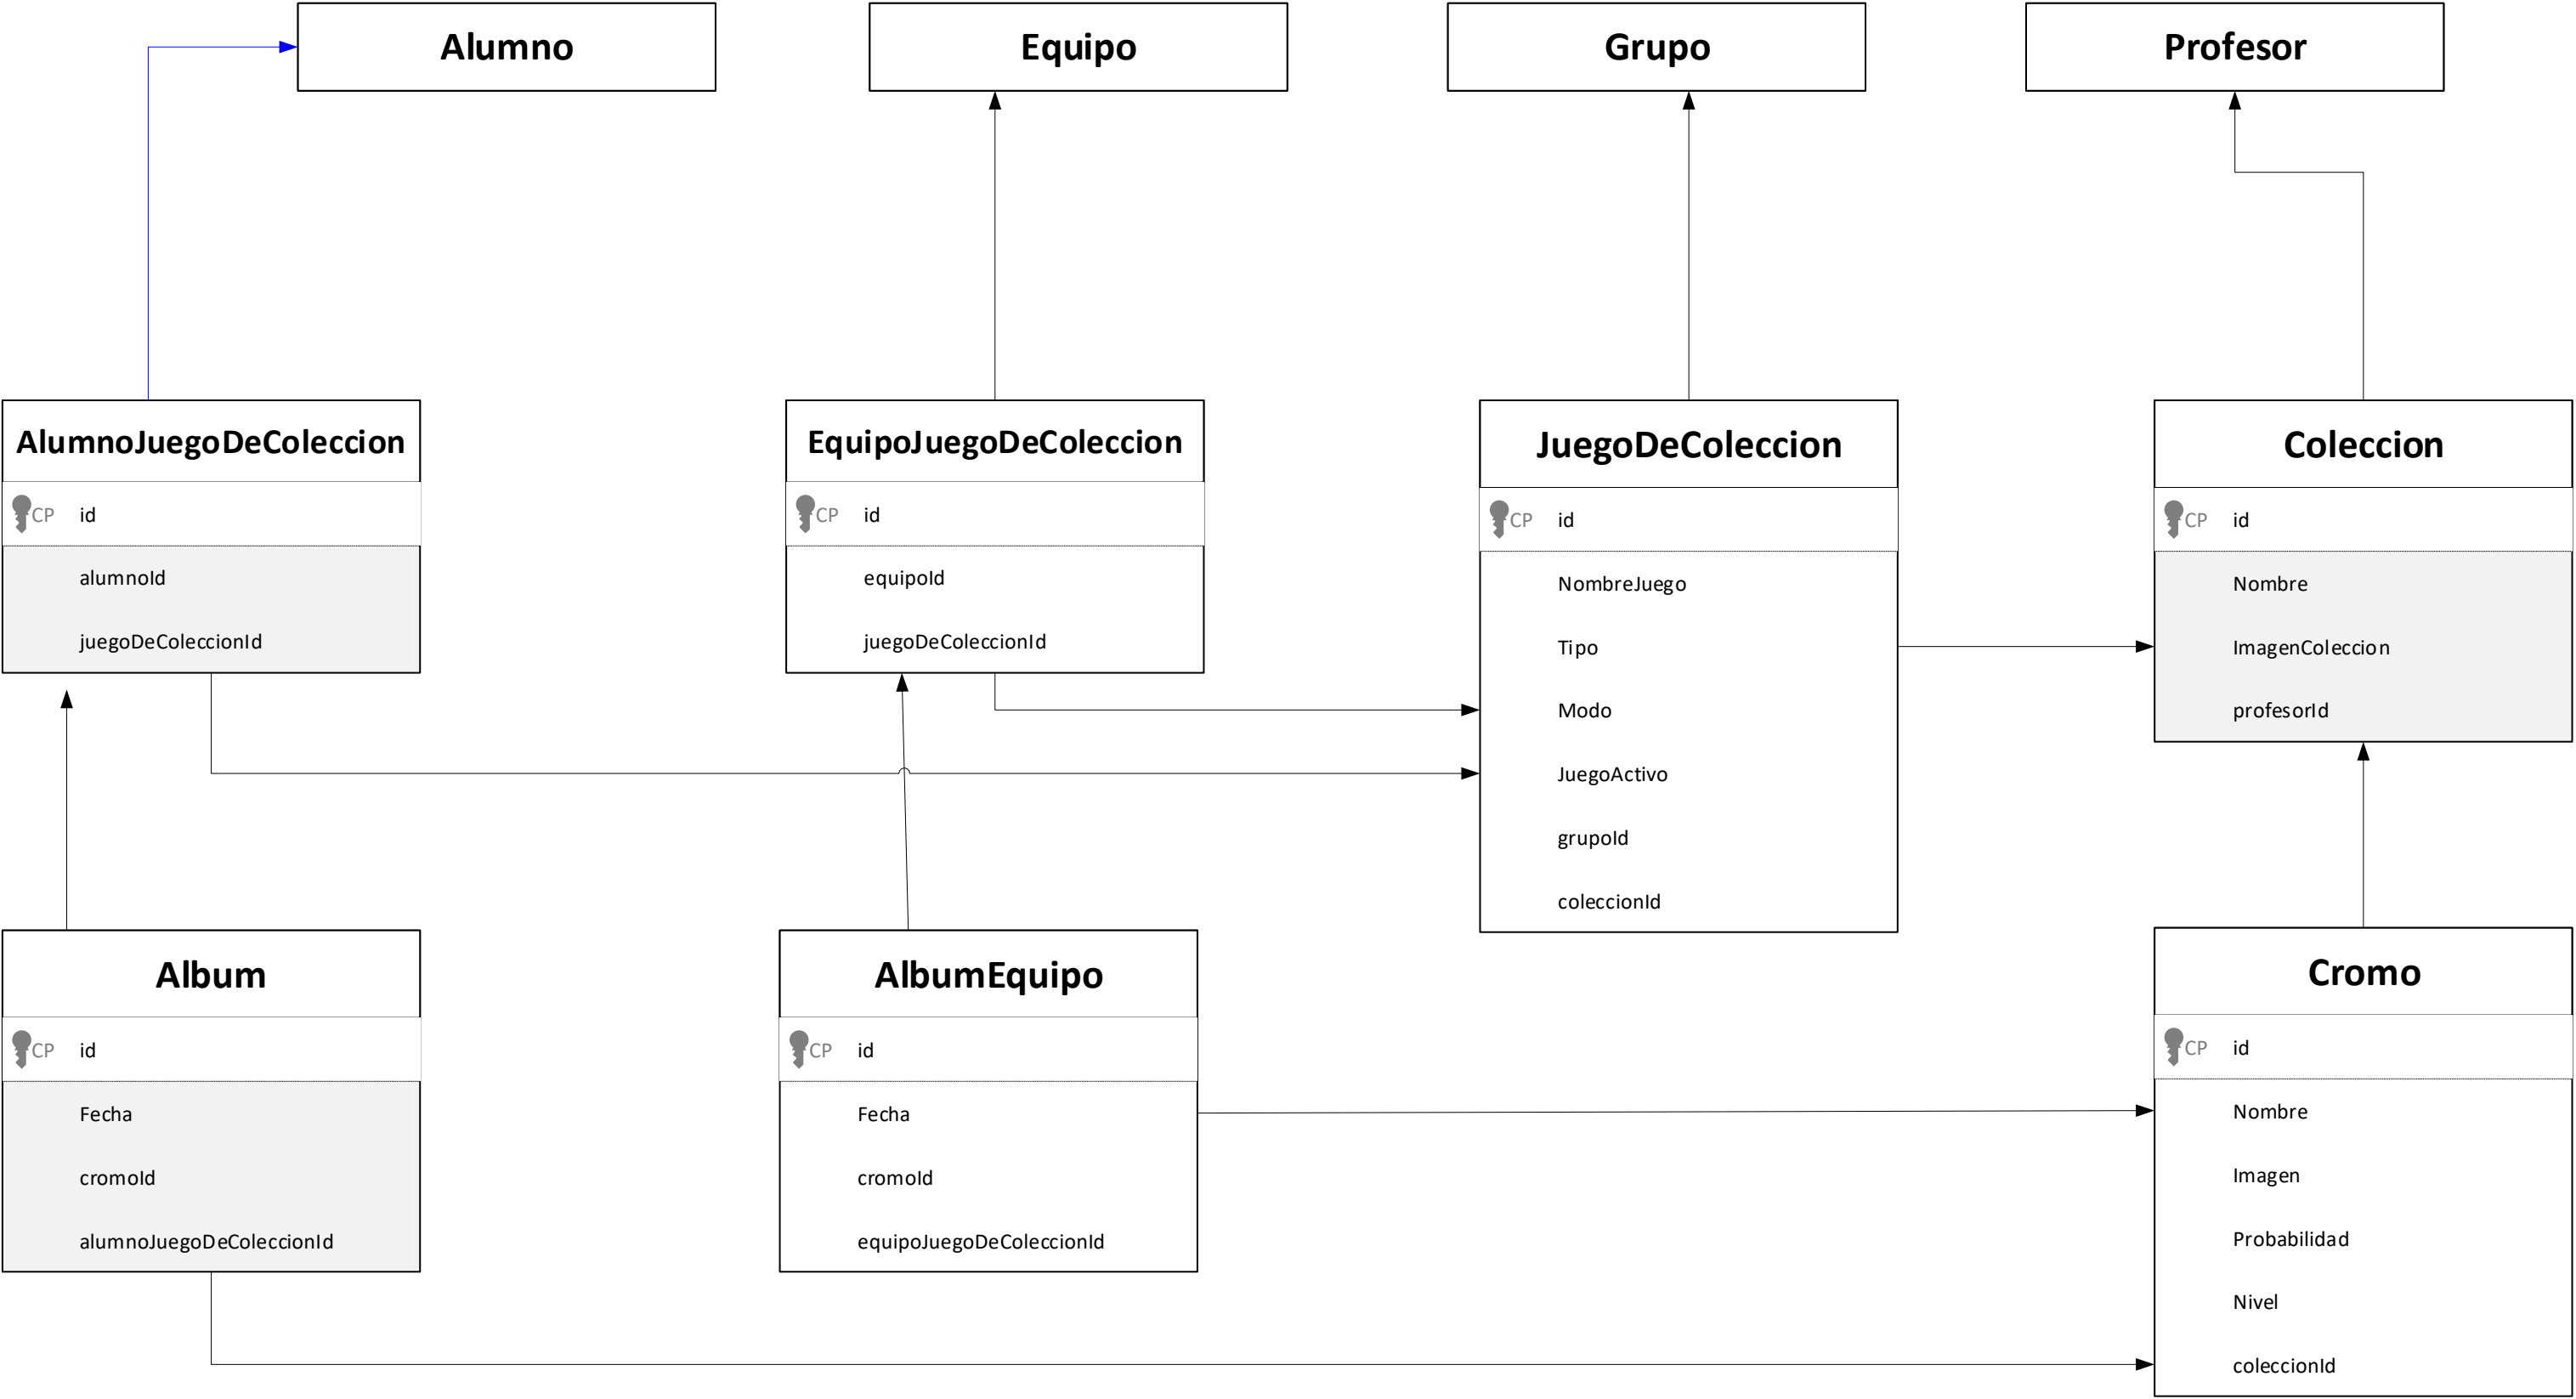 Alumno
Equipo
Grupo
Profesor
AlumnoJuegoDeColeccion
CP id
alumnoId
juegoDeColeccionId
EquipoJuegoDeColeccion
CP id
equipoId
juegoDeColeccionId
JuegoDeColeccion
CP id
NombreJuego
Tipo
Modo
JuegoActivo
grupoId
coleccionId
Coleccion
CP id
Nombre
ImagenColeccion
profesorId
Album
CP id
Fecha
cromoId
alumnoJuegoDeColeccionId
AlbumEquipo
CP id
Fecha
cromoId
equipoJuegoDeColeccionId
Cromo
CP id
Nombre
Imagen
Probabilidad
Nivel
coleccionId